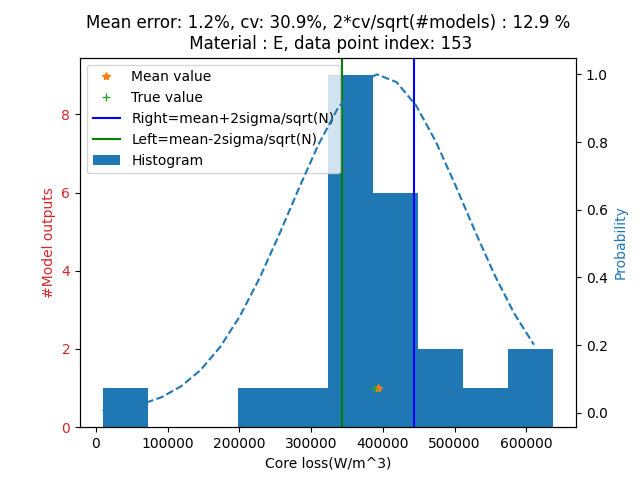 Mean error: 1.2%, cv: 30.9%, 2*cv/sqrt(#models) : 12.9 %
Material : E, data point index: 153
Mean value
True value
Right=mean+2sigma/sqrt(N)
Left=mean-2sigma/sqrt(N)
Histogram
#Model outputs
8
6
4
2
0
Probability
1.0
0.8
0.6
0.4
0.2
0.0
0 100000 200000 300000 400000 500000 600000
Core loss(W/m^3)